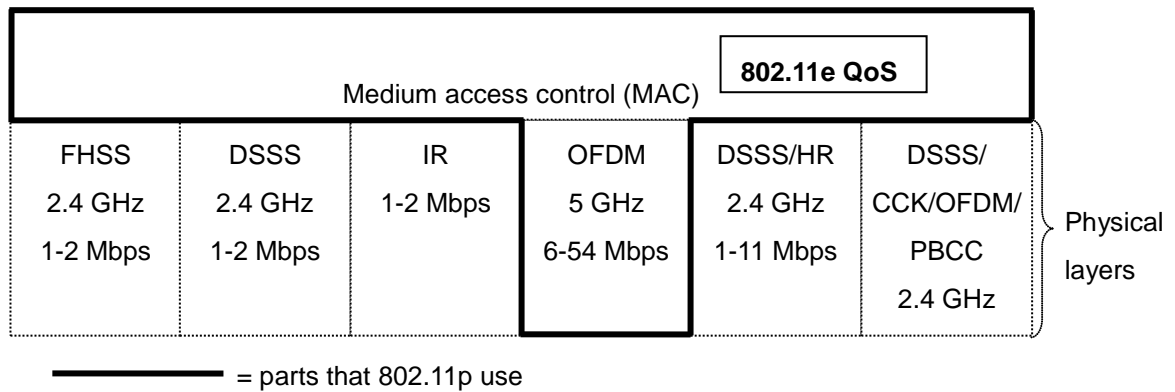 802.11e QoS
Medium access control (MAC)
FHSS
2.4 GHz
1-2 Mbps
DSSS
2.4 GHz
1-2 Mbps
IR
1-2 Mbps
OFDM
5 GHz
6-54 Mbps
DSSS/HR
2.4 GHz
1-11 Mbps
DSSS/
CCK/OFDM/
PBCC
2.4 GHz
Physical
layers
= parts that 802.11p use